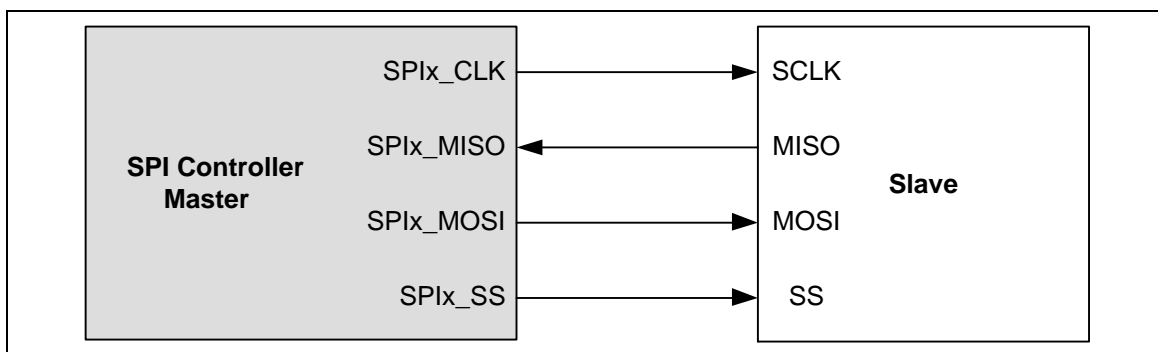 SPIx_CLK
SCLK
SPIx_MISO
MISO
SPI Controller
Master
Slave
SPIx_MOSI
MOSI
SPIx_SS
SS